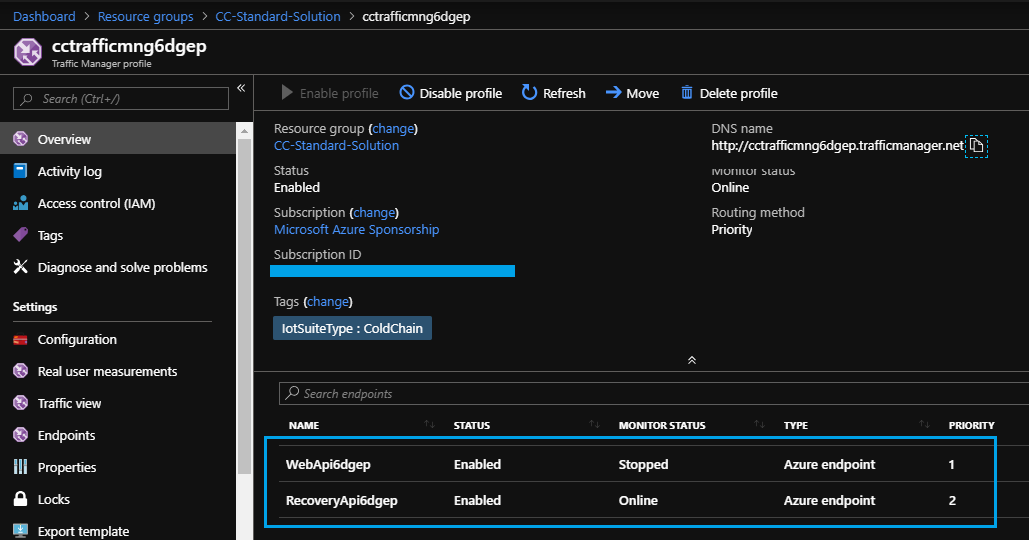 Dashboard > Resource groups > CC-Standard-Solution > cctrafficmng6dgep
cctrafficmng6dgep
Traffic Manager profile
«
Search (Ctrl+/)
Overview
Activity log
Access control (IAM)
Tags
Diagnose and solve problems
Settings
Configuration
Real user measurements
Traffic view
Endpoints
Properties
Locks
Export template
Enable profile Disable profile Refresh Move Delete profile
Resource group (change)
CC-Standard-Solution
Status
Enabled
Subscription (change)
Microsoft Azure Sponsorship
Subscription ID
Tags (change)
IotSuiteType : ColdChain
DNS name
http://cctrafficmng6dgep.trafficmanager.net
Monitor status
Online
Routing method
Priority
Search endpoints
NAME STATUS MONITOR STATUS TYPE PRIORITY
WebApi6dgep Enabled Stopped Azure endpoint 1
RecoveryApi6dgep Enabled Online Azure endpoint 2